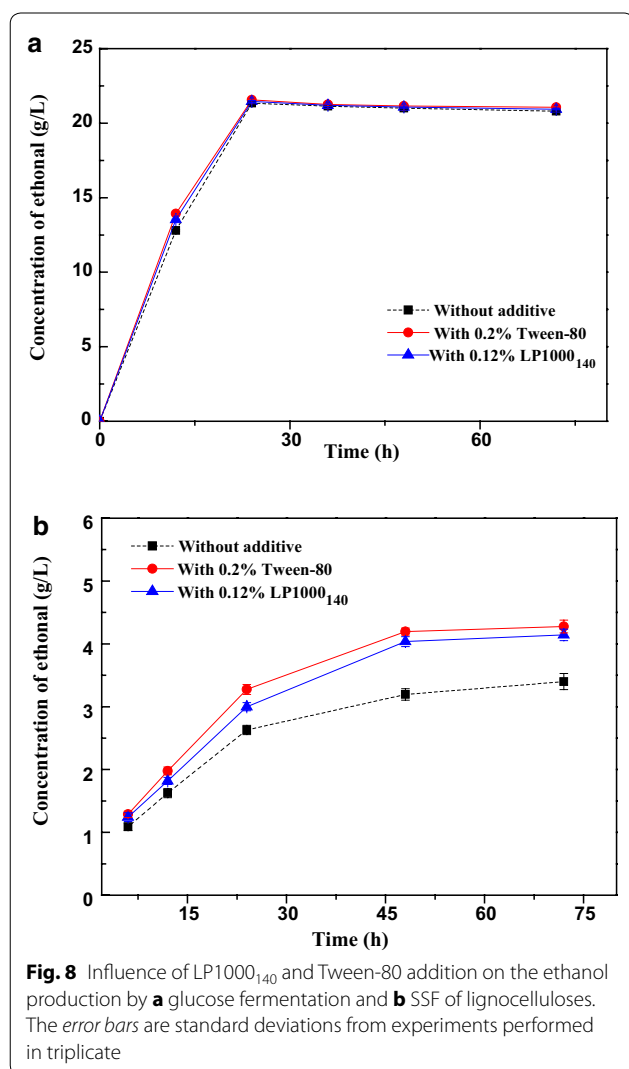 a
25
20
15
10
5
0
Concentration of ethonal (g/L)
Without additive
With 0.2% Tween-80
With 0.12% LP1000₁₄₀
0 30 60
Time (h)
b
6
5
4
3
2
1
0
Concentration of ethonal (g/L)
Without additive
With 0.2% Tween-80
With 0.12% LP1000₁₄₀
15 30 45 60 75
Time (h)
Fig. 8 Influence of LP1000₁₄₀ and Tween-80 addition on the ethanol
production by a glucose fermentation and b SSF of lignocelluloses.
The error bars are standard deviations from experiments performed
in triplicate